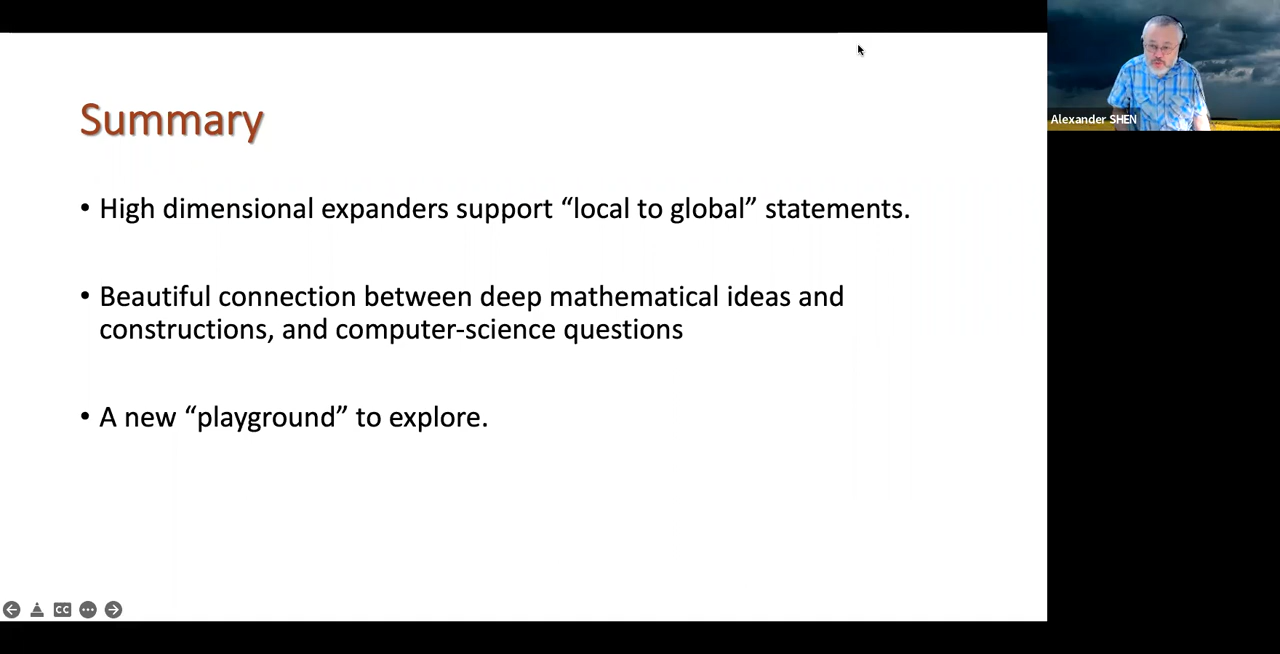 Summary
• High dimensional expanders support “local to global” statements.
• Beautiful connection between deep mathematical ideas and
constructions, and computer-science questions
• A new “playground” to explore.
Alexander SHEN
CC